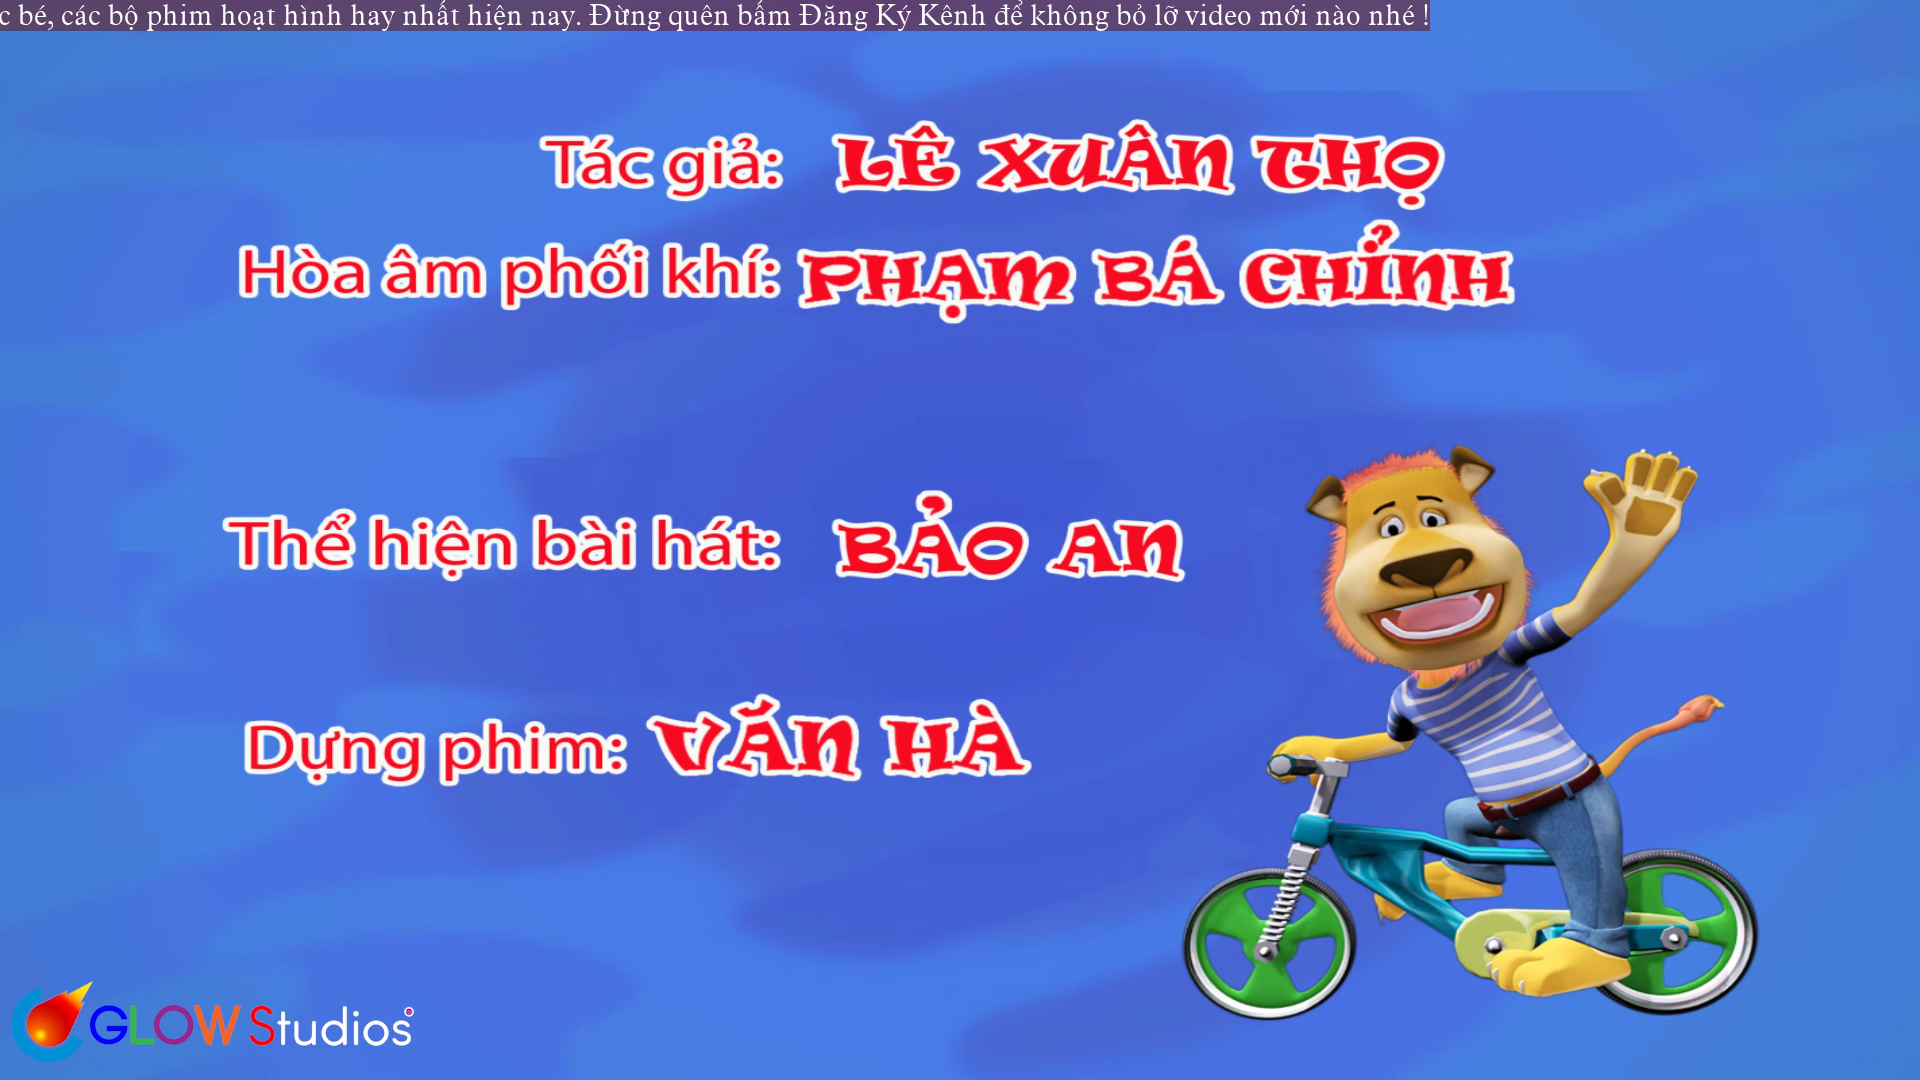 c bé, các bộ phim hoạt hình hay nhất hiện nay. Đừng quên bấm Đăng Ký Kênh để không bỏ lỡ video mới nào nhé !
Tác giả: LÊ XUÂN THỌ
Hòa âm phối khí: PHẠM BÁ CHỈNH
Thể hiện bài hát: BẢO AN
Dựng phim: VĂN HÀ
GLOW Studios